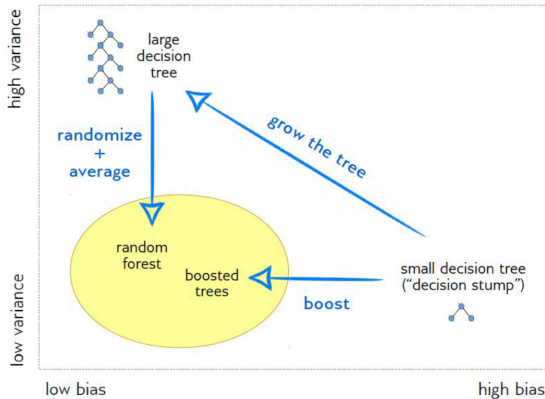 high variance
large
decision
tree
randomize
+
average
grow the tree
random
forest
boosted
trees
boost
small decision tree
("decision stump")
low variance
low bias
high bias